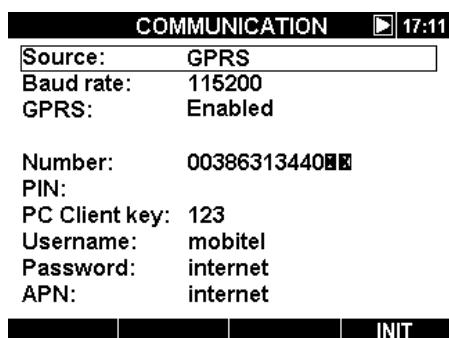 COMMUNICATION 17:11
Source: GPRS
Baud rate: 115200
GPRS: Enabled
Number: 00386313440
PIN:
PC Client key: 123
Username: mobitel
Password: internet
APN: internet
INIT